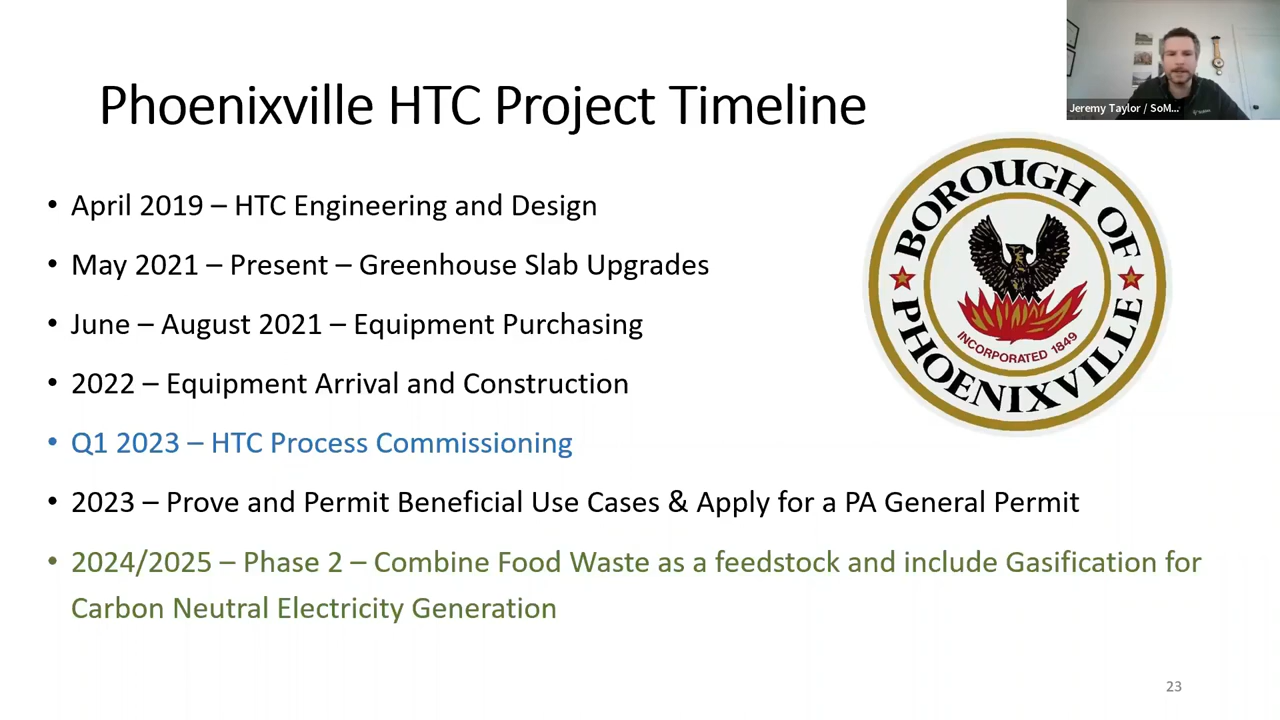 Phoenixville HTC Project Timeline
Jeremy Taylor / SoM...
• April 2019 – HTC Engineering and Design
• May 2021 – Present – Greenhouse Slab Upgrades
• June – August 2021 – Equipment Purchasing
• 2022 – Equipment Arrival and Construction
• Q1 2023 – HTC Process Commissioning
• 2023 – Prove and Permit Beneficial Use Cases & Apply for a PA General Permit
• 2024/2025 – Phase 2 – Combine Food Waste as a feedstock and include Gasification for
Carbon Neutral Electricity Generation
BOROUGH OF
PHOENIXVILLE
INCORPORATED 1849
23